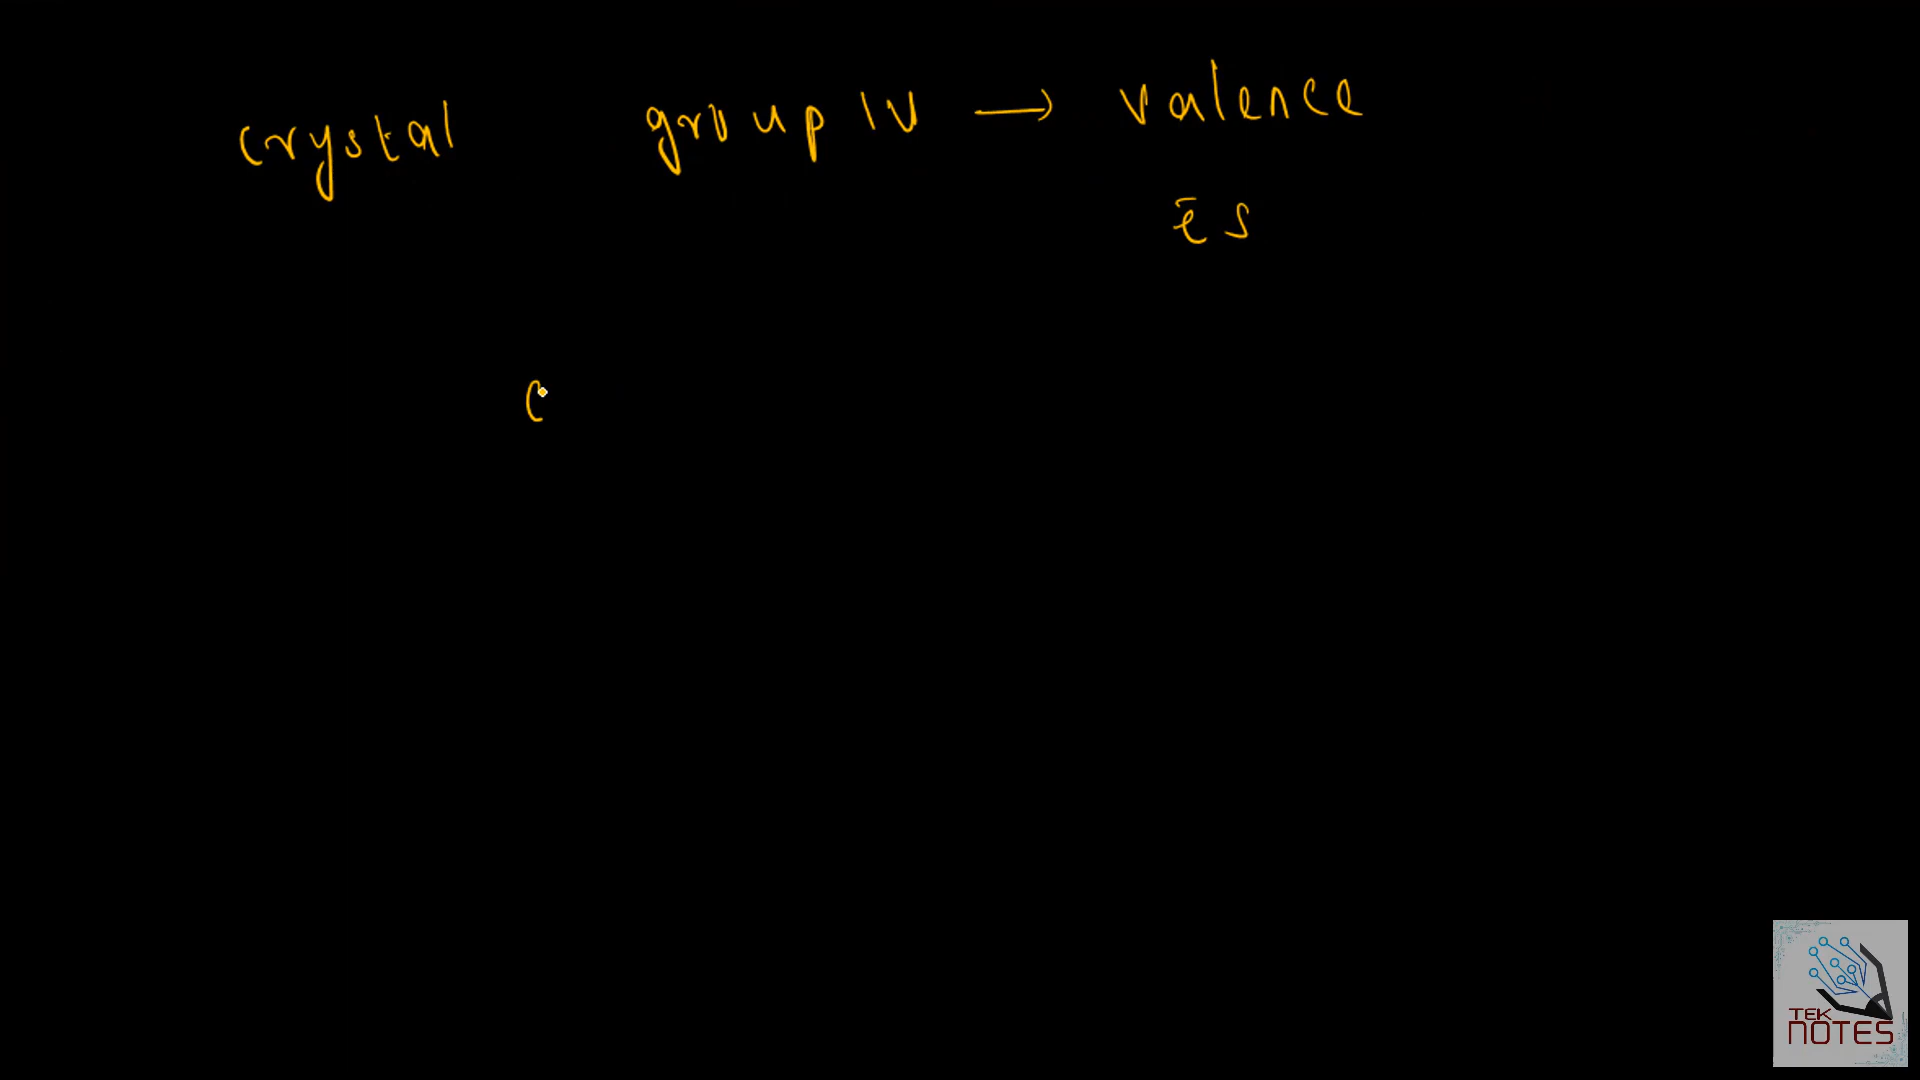 crystal group IV → valence
ēs
C
TEK
NOTES